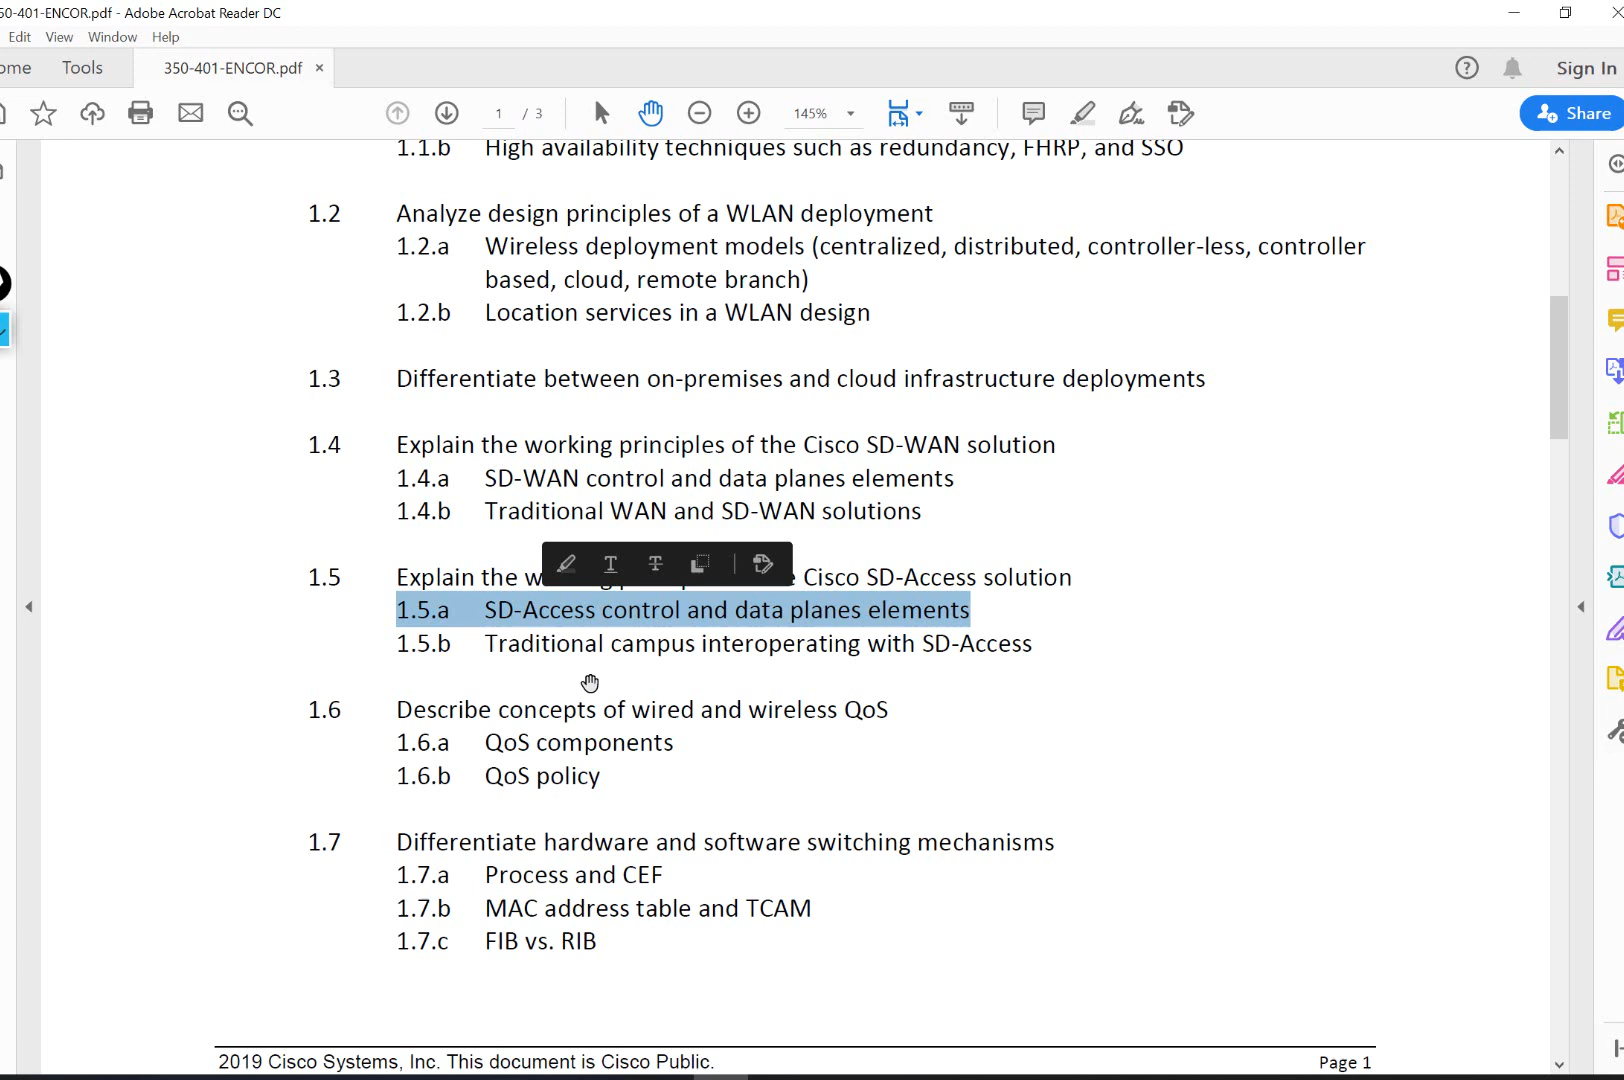 50-401-ENCOR.pdf - Adobe Acrobat Reader DC
Edit View Window Help
ome Tools 350-401-ENCOR.pdf × Sign In
1 / 3 145% Share
1.1.b High availability techniques such as redundancy, FHRP, and SSO
1.2 Analyze design principles of a WLAN deployment
1.2.a Wireless deployment models (centralized, distributed, controller-less, controller
based, cloud, remote branch)
1.2.b Location services in a WLAN design
1.3 Differentiate between on-premises and cloud infrastructure deployments
1.4 Explain the working principles of the Cisco SD-WAN solution
1.4.a SD-WAN control and data planes elements
1.4.b Traditional WAN and SD-WAN solutions
1.5 Explain the Cisco SD-Access solution
1.5.a SD-Access control and data planes elements
1.5.b Traditional campus interoperating with SD-Access
1.6 Describe concepts of wired and wireless QoS
1.6.a QoS components
1.6.b QoS policy
1.7 Differentiate hardware and software switching mechanisms
1.7.a Process and CEF
1.7.b MAC address table and TCAM
1.7.c FIB vs. RIB
2019 Cisco Systems, Inc. This document is Cisco Public. Page 1